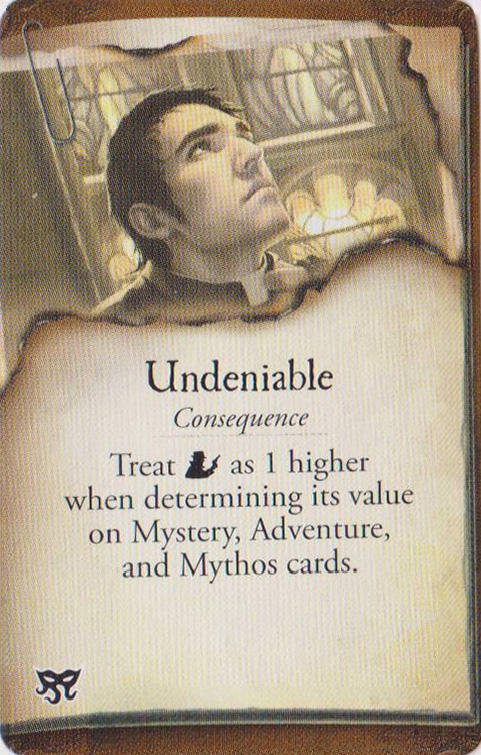 Undeniable
Consequence
Treat as 1 higher
when determining its value
on Mystery, Adventure,
and Mythos cards.